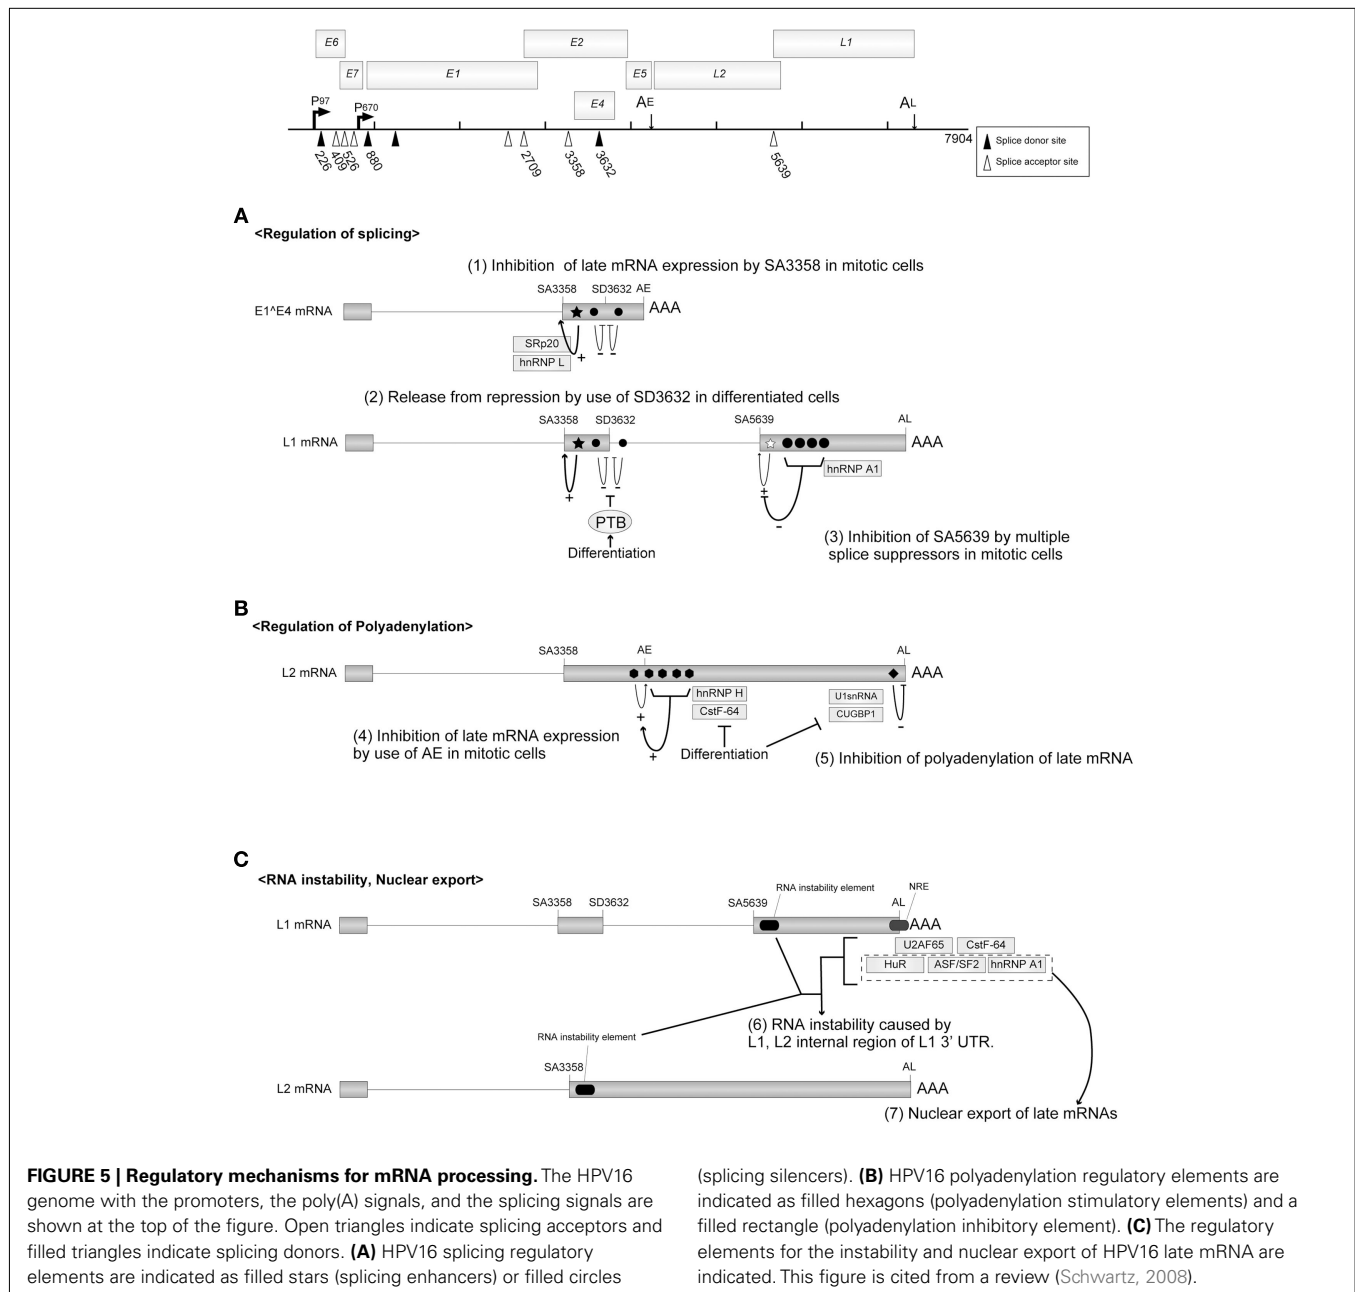 E6
E2
L1
E7
E1
E5
L2
P97
P670
E4
AE
AL
7904
226
409
526
880
2709
3358
3632
5639
Splice donor site
Splice acceptor site
A
<Regulation of splicing>
(1) Inhibition of late mRNA expression by SA3358 in mitotic cells
SA3358
SD3632
AE
E1^E4 mRNA
AAA
SRp20
hnRNP L
+
-
-
(2) Release from repression by use of SD3632 in differentiated cells
SA3358
SD3632
SA5639
AL
L1 mRNA
AAA
hnRNP A1
+
-
-
+
-
PTB
Differentiation
(3) Inhibition of SA5639 by multiple
splice suppressors in mitotic cells
B
<Regulation of Polyadenylation>
SA3358
AE
AL
L2 mRNA
AAA
hnRNP H
CstF-64
U1snRNA
CUGBP1
+
+
-
(4) Inhibition of late mRNA expression
by use of AE in mitotic cells
Differentiation
(5) Inhibition of polyadenylation of late mRNA
C
<RNA instability, Nuclear export>
RNA instability element
NRE
SA3358
SD3632
SA5639
AL
L1 mRNA
AAA
U2AF65
CstF-64
HuR
ASF/SF2
hnRNP A1
(6) RNA instability caused by
L1, L2 internal region of L1 3' UTR.
RNA instability element
SA3358
AL
L2 mRNA
AAA
(7) Nuclear export of late mRNAs
FIGURE 5 | Regulatory mechanisms for mRNA processing. The HPV16
genome with the promoters, the poly(A) signals, and the splicing signals are
shown at the top of the figure. Open triangles indicate splicing acceptors and
filled triangles indicate splicing donors. (A) HPV16 splicing regulatory
elements are indicated as filled stars (splicing enhancers) or filled circles
(splicing silencers). (B) HPV16 polyadenylation regulatory elements are
indicated as filled hexagons (polyadenylation stimulatory elements) and a
filled rectangle (polyadenylation inhibitory element). (C) The regulatory
elements for the instability and nuclear export of HPV16 late mRNA are
indicated. This figure is cited from a review (Schwartz, 2008).